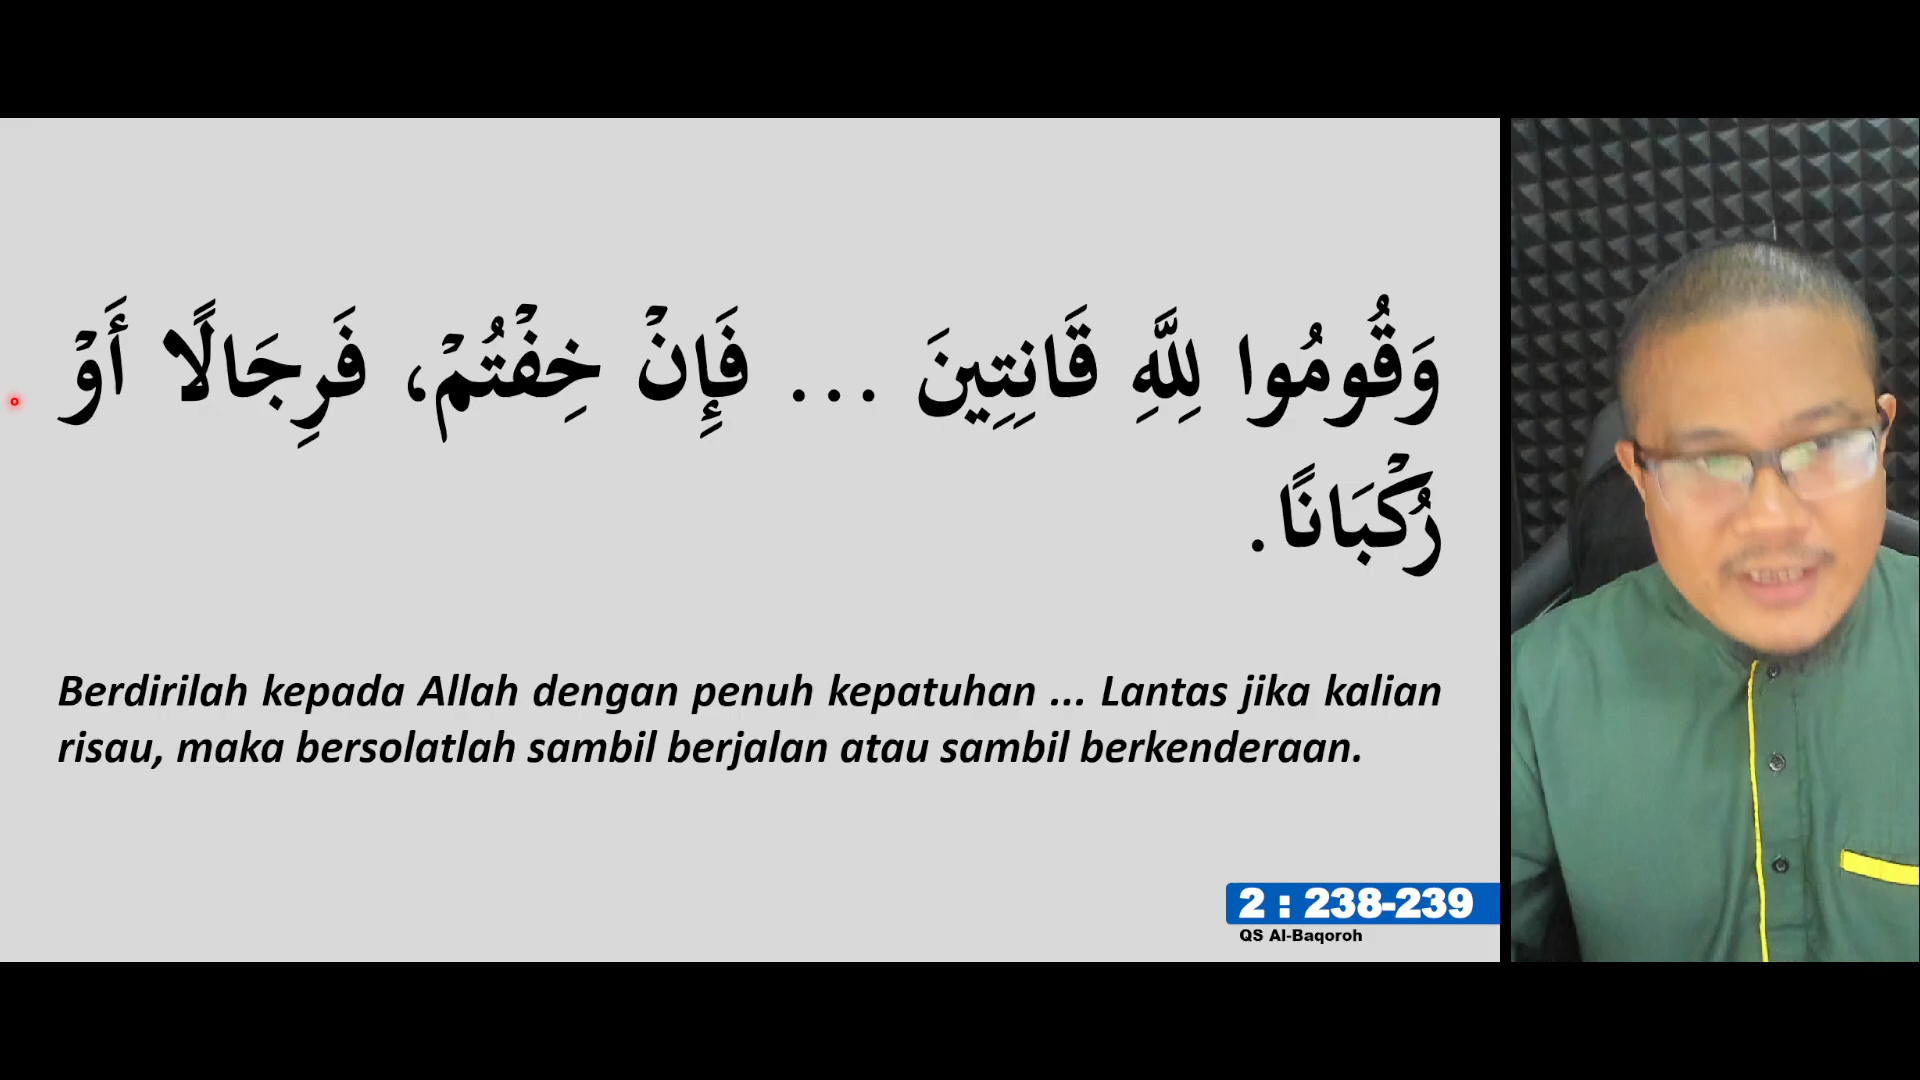 وَقُومُوا لِلَّهِ قَانِتِينَ ... فَإِنْ خِفْتُمْ، فَرِجَالًا أَوْ
رُكْبَانًا.
Berdirilah kepada Allah dengan penuh kepatuhan ... Lantas jika kalian
risau, maka bersolatlah sambil berjalan atau sambil berkenderaan.
2 : 238-239
QS Al-Baqoroh